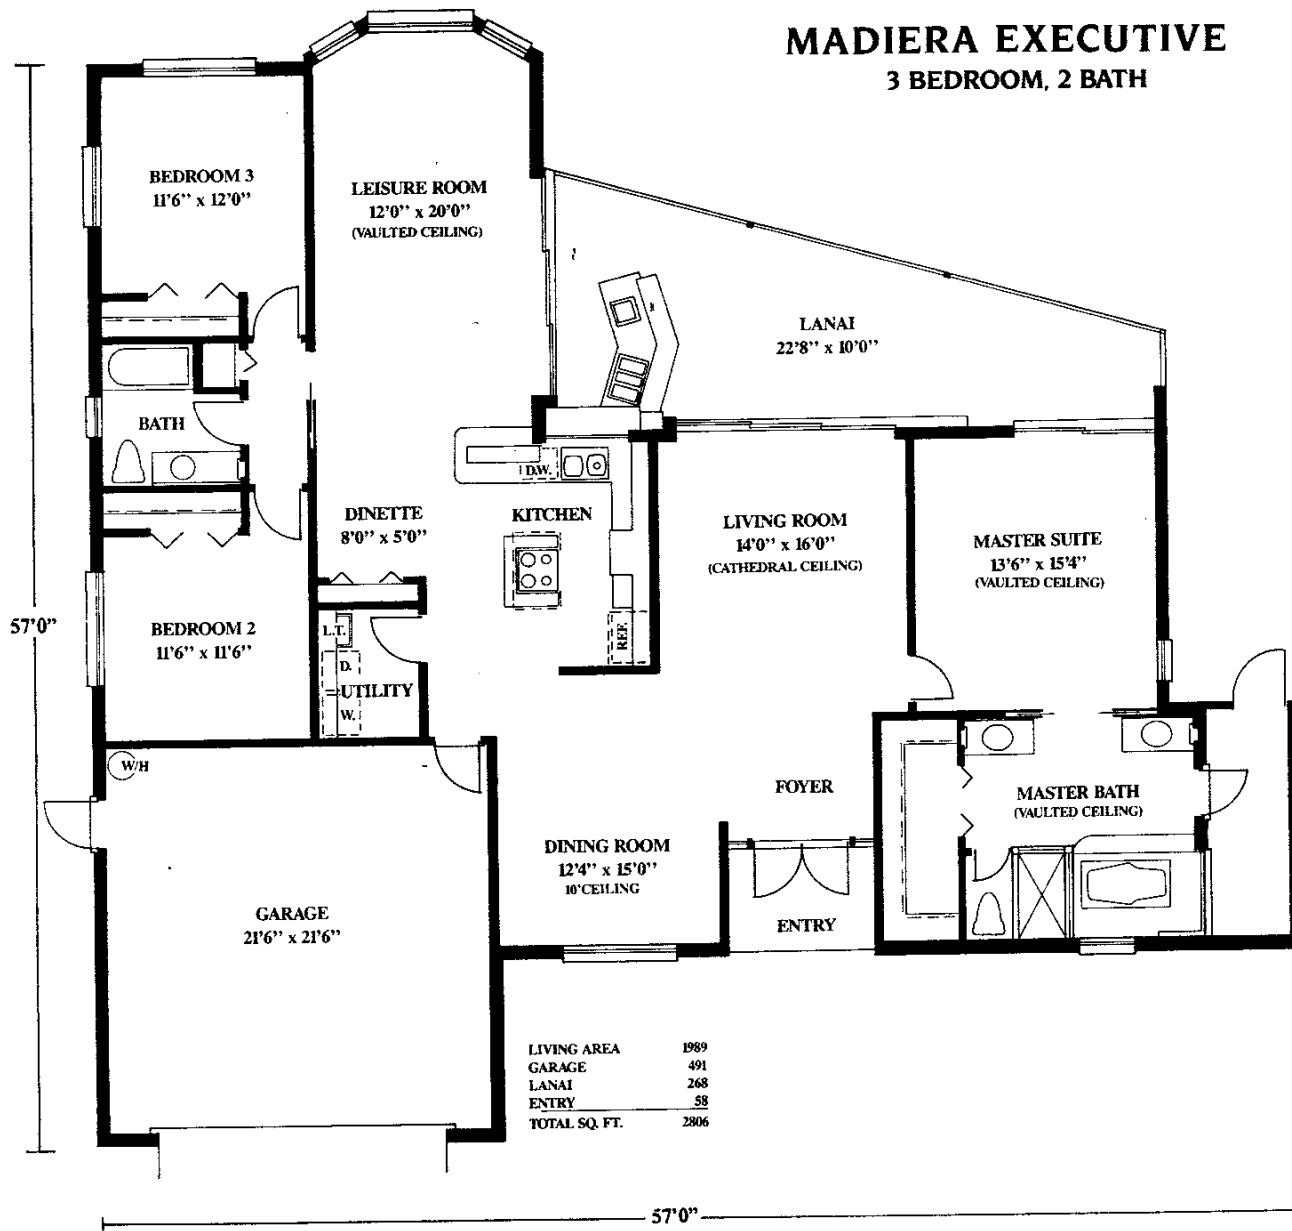 MADIERA EXECUTIVE
3 BEDROOM, 2 BATH
BEDROOM 3
11'6" x 12'0"
LEISURE ROOM
12'0" x 20'0"
(VAULTED CEILING)
LANAI
22'8" x 10'0"
BATH
D.W.
DINETTE
8'0" x 5'0"
KITCHEN
LIVING ROOM
14'0" x 16'0"
(CATHEDRAL CEILING)
MASTER SUITE
13'6" x 15'4"
(VAULTED CEILING)
57'0"
BEDROOM 2
11'6" x 11'6"
L.T.
D.
UTILITY
W.
REF.
W/H
FOYER
MASTER BATH
(VAULTED CEILING)
DINING ROOM
12'4" x 15'0"
10' CEILING
GARAGE
21'6" x 21'6"
ENTRY
LIVING AREA 1989
GARAGE 491
LANAI 268
ENTRY 58
TOTAL SQ. FT. 2806
57'0"